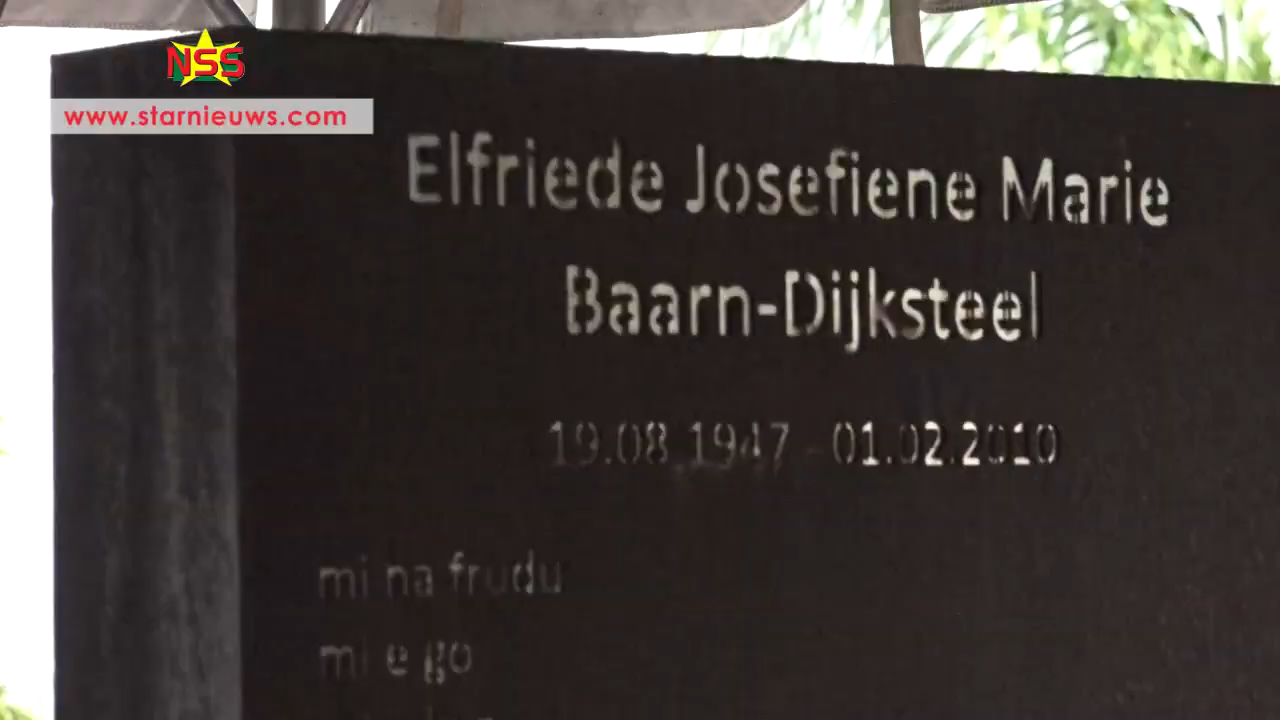 NSS
www.starnieuws.com
Elfriede Josefiene Marie
Baarn-Dijksteel
19.08.1947 - 01.02.2010
mi na frudu
mi e go